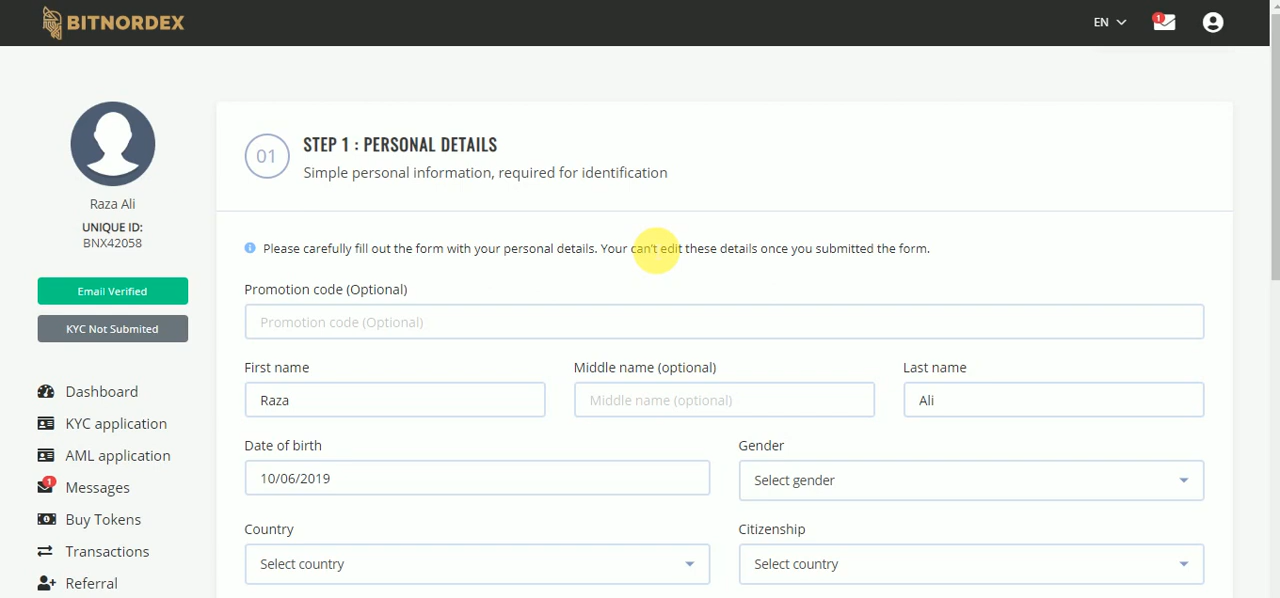 BITNORDEX
EN
1
Raza Ali
UNIQUE ID:
BNX42058
Email Verified
KYC Not Submited
Dashboard
KYC application
AML application
1
Messages
Buy Tokens
Transactions
Referral
01
STEP 1 : PERSONAL DETAILS
Simple personal information, required for identification
Please carefully fill out the form with your personal details. Your can't edit these details once you submitted the form.
Promotion code (Optional)
Promotion code (Optional)
First name
Middle name (optional)
Last name
Raza
Middle name (optional)
Ali
Date of birth
Gender
10/06/2019
Select gender
Country
Citizenship
Select country
Select country